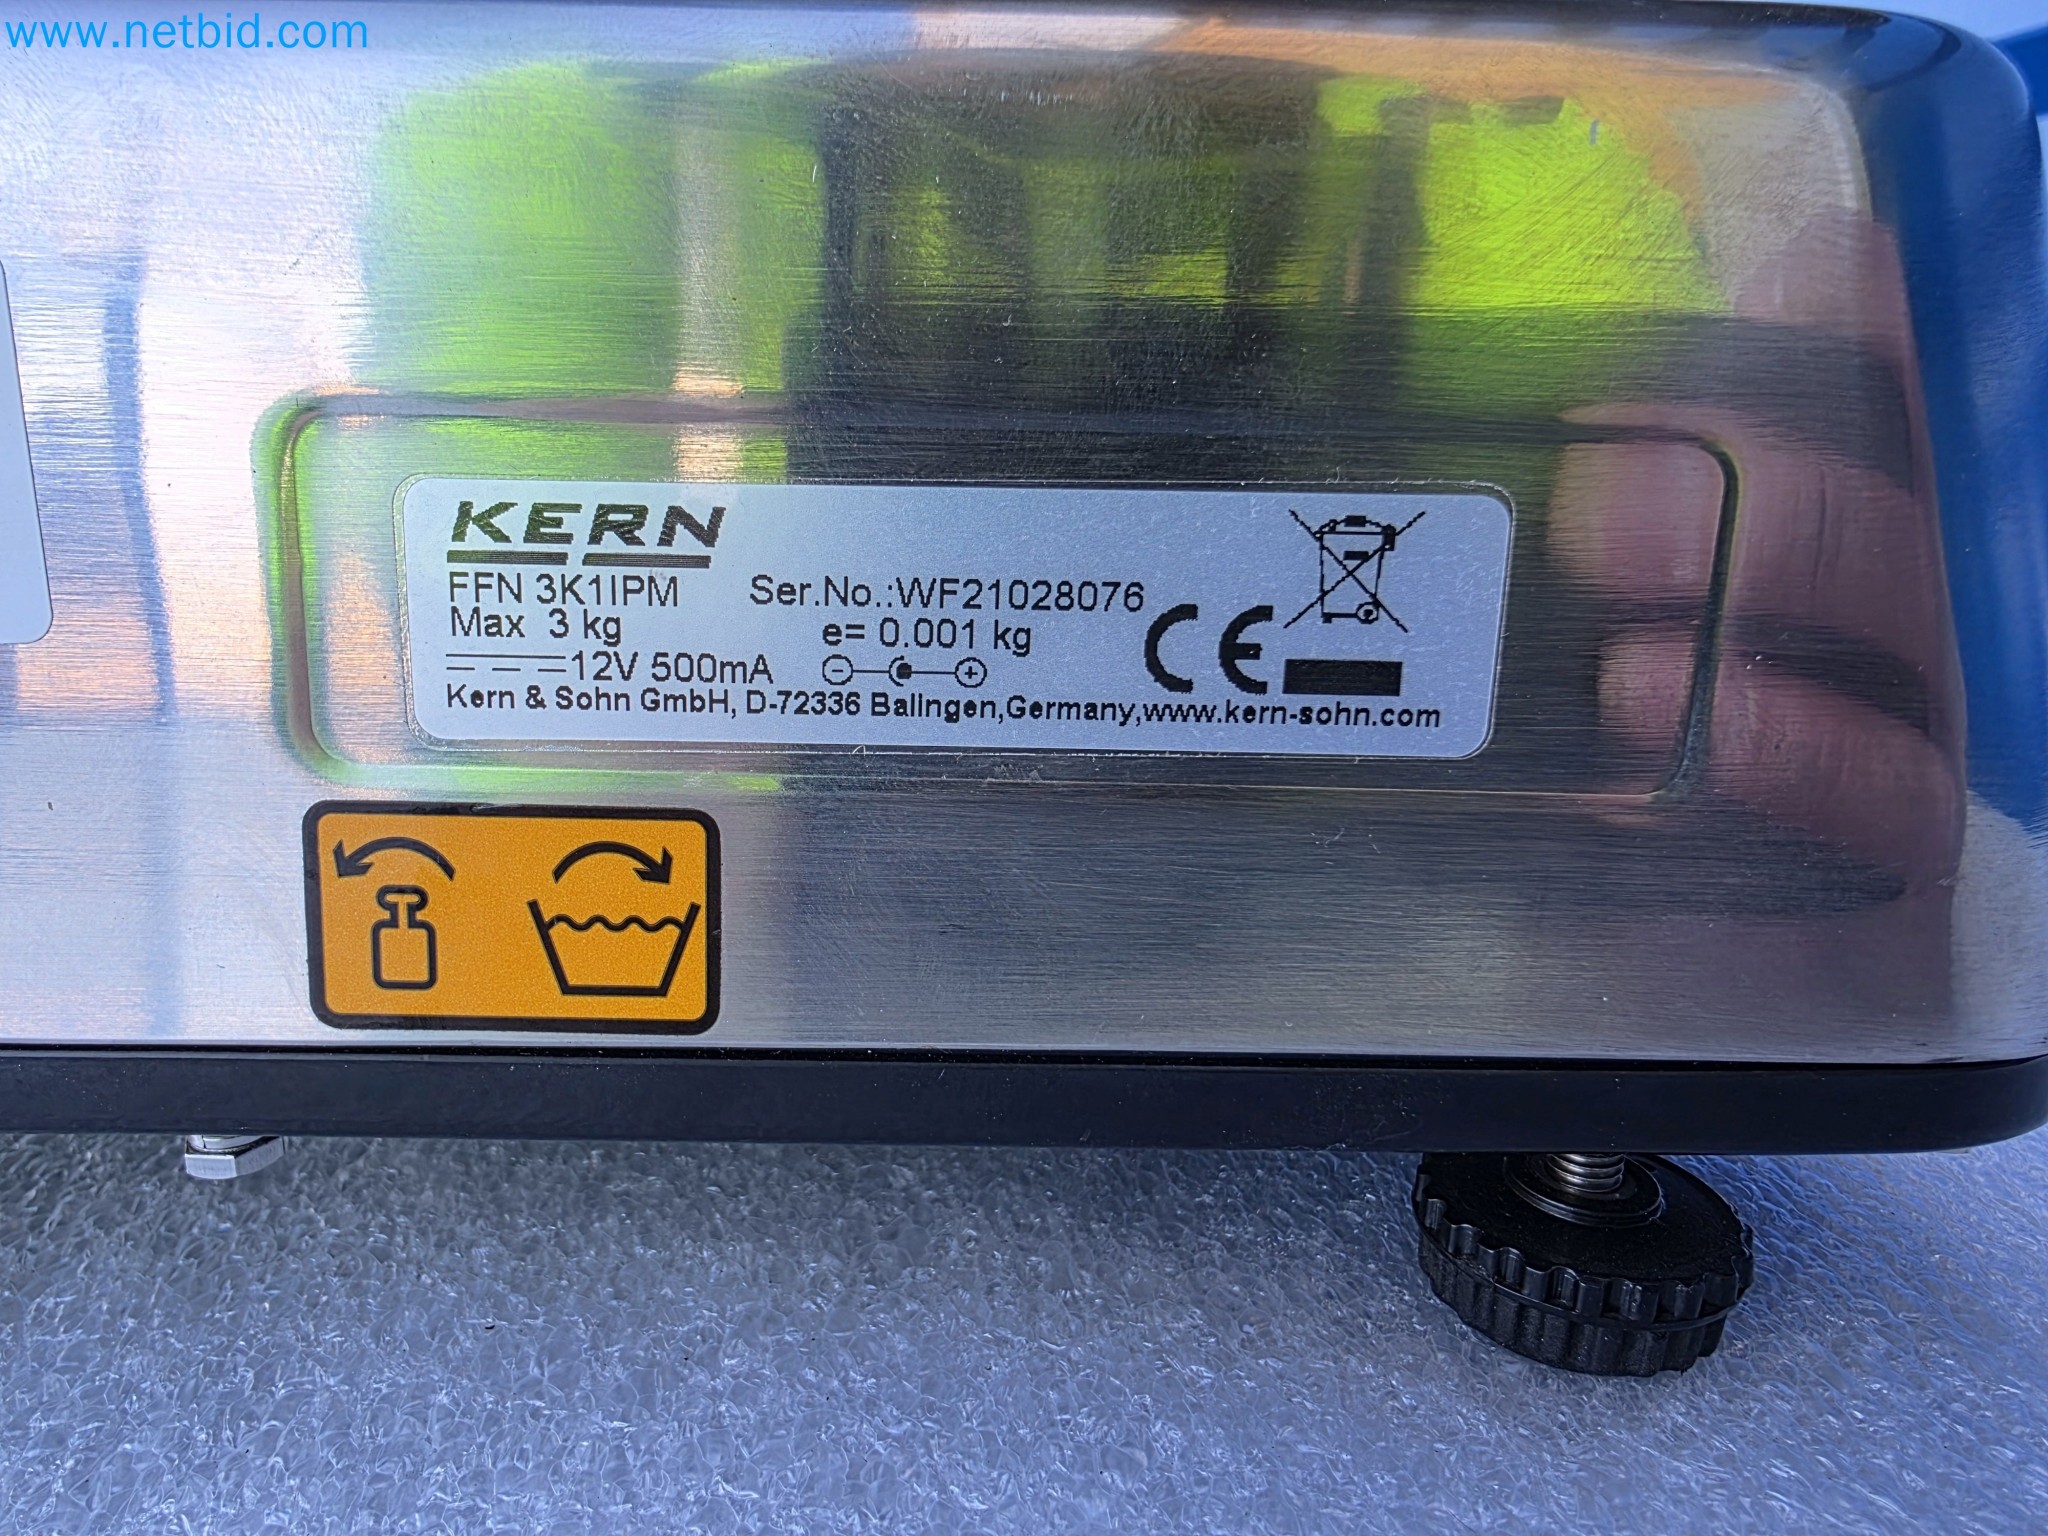 www.netbid.com
KERN
FFN 3K1IPM Ser.No.:WF21028076
Max 3 kg e= 0.001 kg
12V 500mA
CE
Kern & Sohn GmbH, D-72336 Balingen,Germany,www.kern-sohn.com